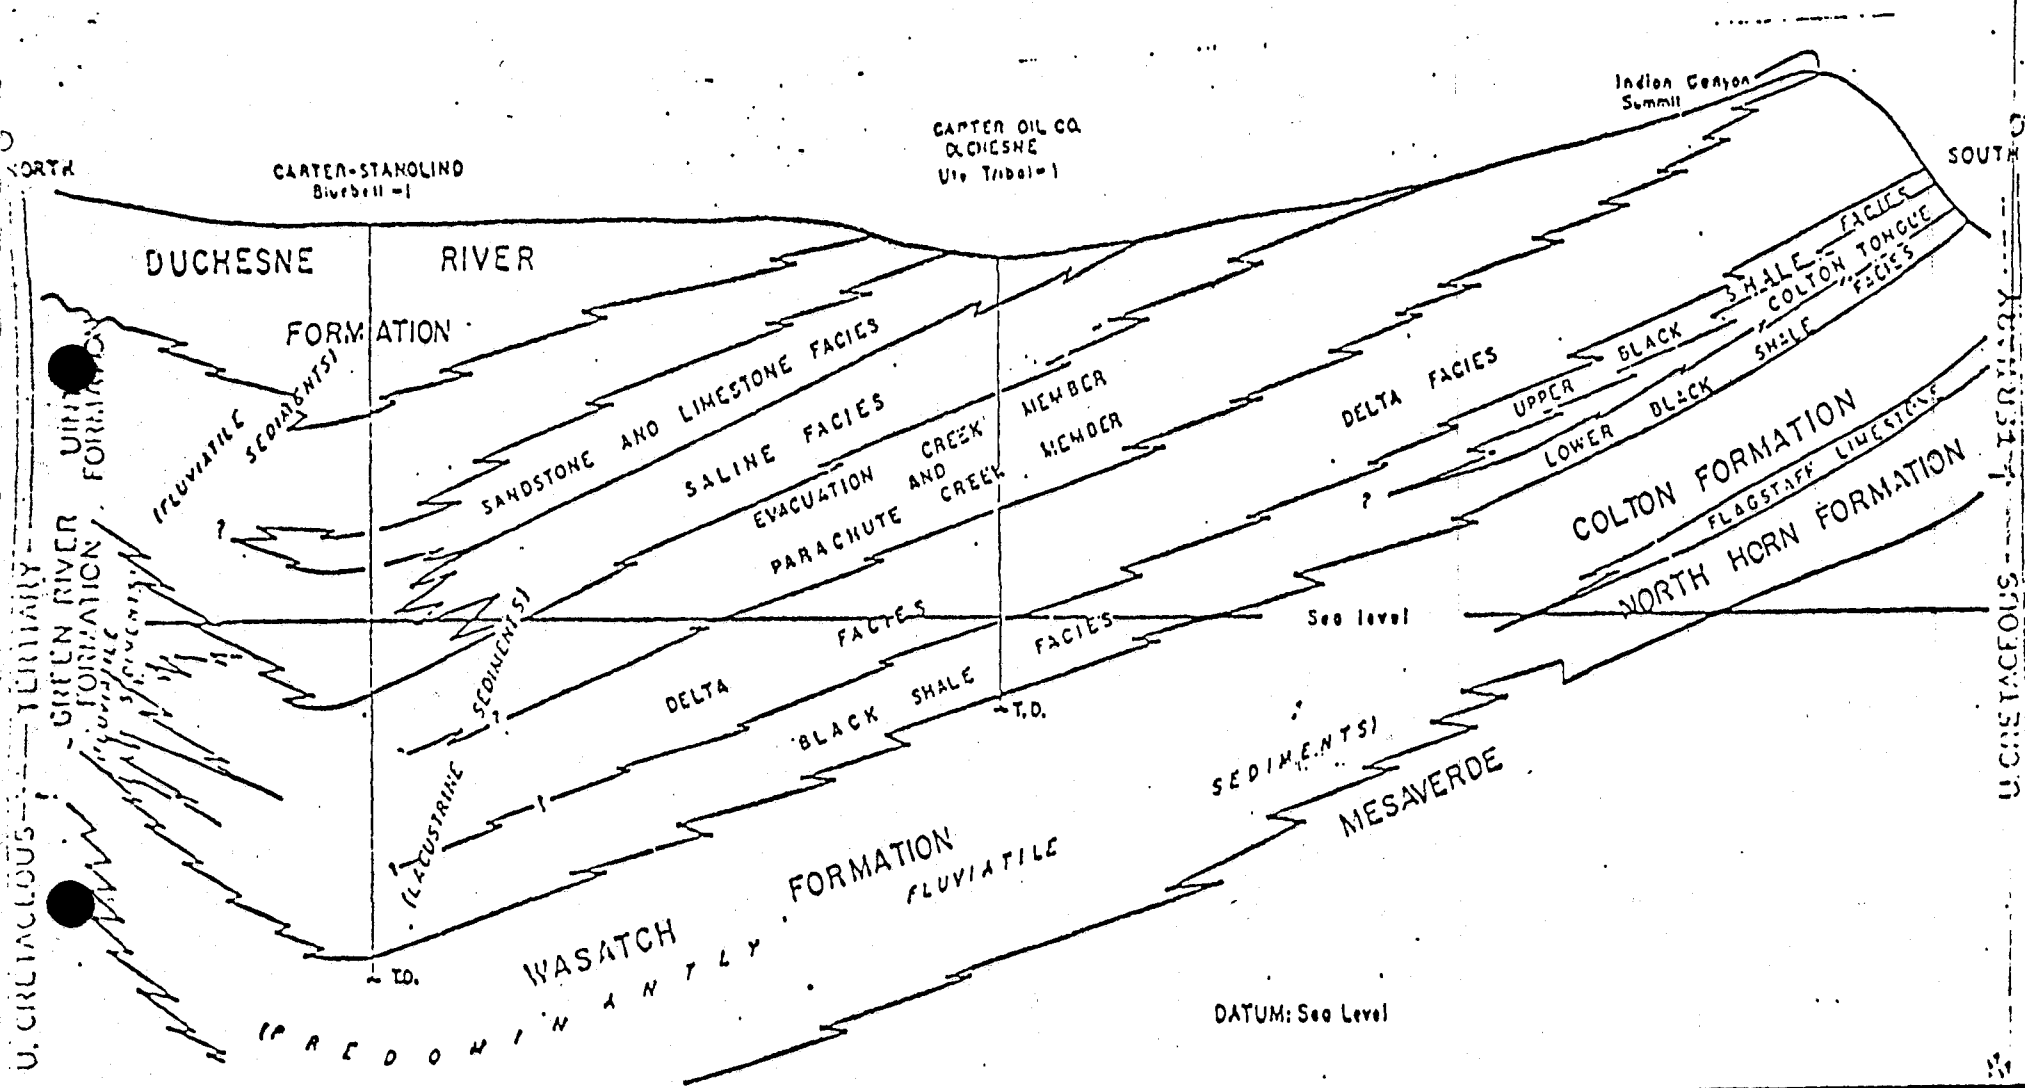 Indian Canyon
Summit
NORTH
CARTER-STANOLIND
Bluebell-1
CARTER OIL CO.
DUCHESNE
Ute Tribal-1
SOUTH
DUCHESNE RIVER
FORMATION
UINTA
FORMATION
(FLUVIATILE
SEDIMENTS)
SANDSTONE AND LIMESTONE FACIES
SALINE FACIES
EVACUATION CREEK MEMBER
AND
PARACHUTE CREEK MEMBER
DELTA FACIES
UPPER BLACK SHALE FACIES
COLTON TONGUE
LOWER BLACK SHALE FACIES
COLTON FORMATION
FLAGSTAFF LIMESTONE
NORTH HORN FORMATION
GREEN RIVER
FORMATION
(FLUVIATILE
SEDIMENTS)
?
?
?
?
?
(LACUSTRINE SEDIMENTS)
DELTA FACIES
BLACK SHALE FACIES
Sea level
T.D.
T.D.
WASATCH FORMATION
(PREDOMINANTLY FLUVIATILE SEDIMENTS)
MESAVERDE
DATUM: Sea Level
U. CRETACEOUS TERTIARY
U. CRETACEOUS TERTIARY